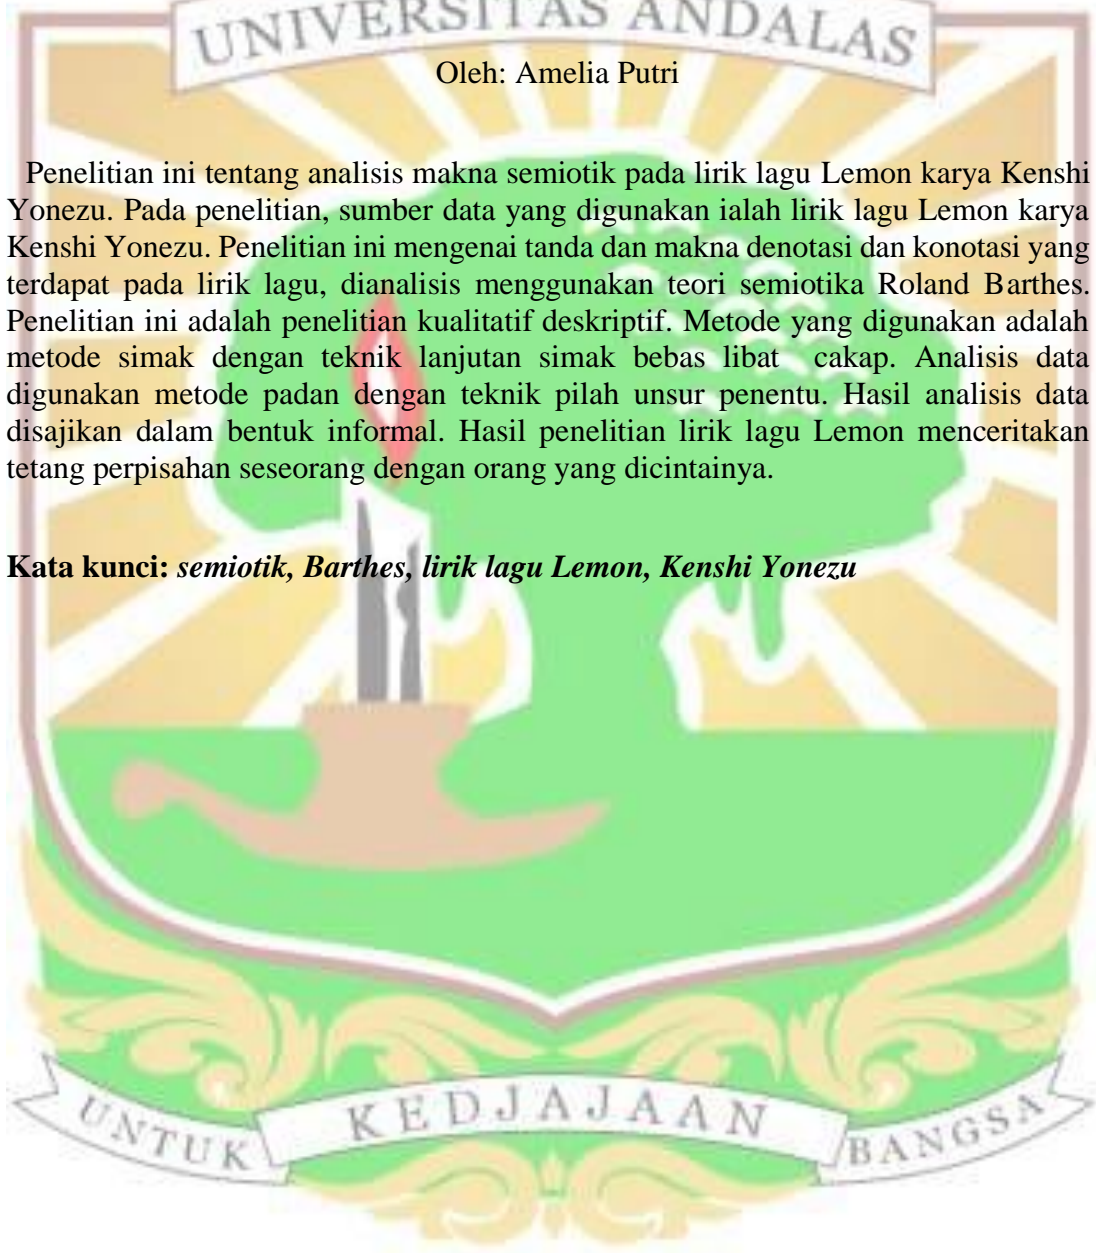 UNIVERSITAS ANDALAS
Oleh: Amelia Putri
Penelitian ini tentang analisis makna semiotik pada lirik lagu Lemon karya Kenshi
Yonezu. Pada penelitian, sumber data yang digunakan ialah lirik lagu Lemon karya
Kenshi Yonezu. Penelitian ini mengenai tanda dan makna denotasi dan konotasi yang
terdapat pada lirik lagu, dianalisis menggunakan teori semiotika Roland Barthes.
Penelitian ini adalah penelitian kualitatif deskriptif. Metode yang digunakan adalah
metode simak dengan teknik lanjutan simak bebas libat cakap. Analisis data
digunakan metode padan dengan teknik pilah unsur penentu. Hasil analisis data
disajikan dalam bentuk informal. Hasil penelitian lirik lagu Lemon menceritakan
tetang perpisahan seseorang dengan orang yang dicintainya.
Kata kunci: semiotik, Barthes, lirik lagu Lemon, Kenshi Yonezu
UNTUK KEDJAJAAN BANGSA